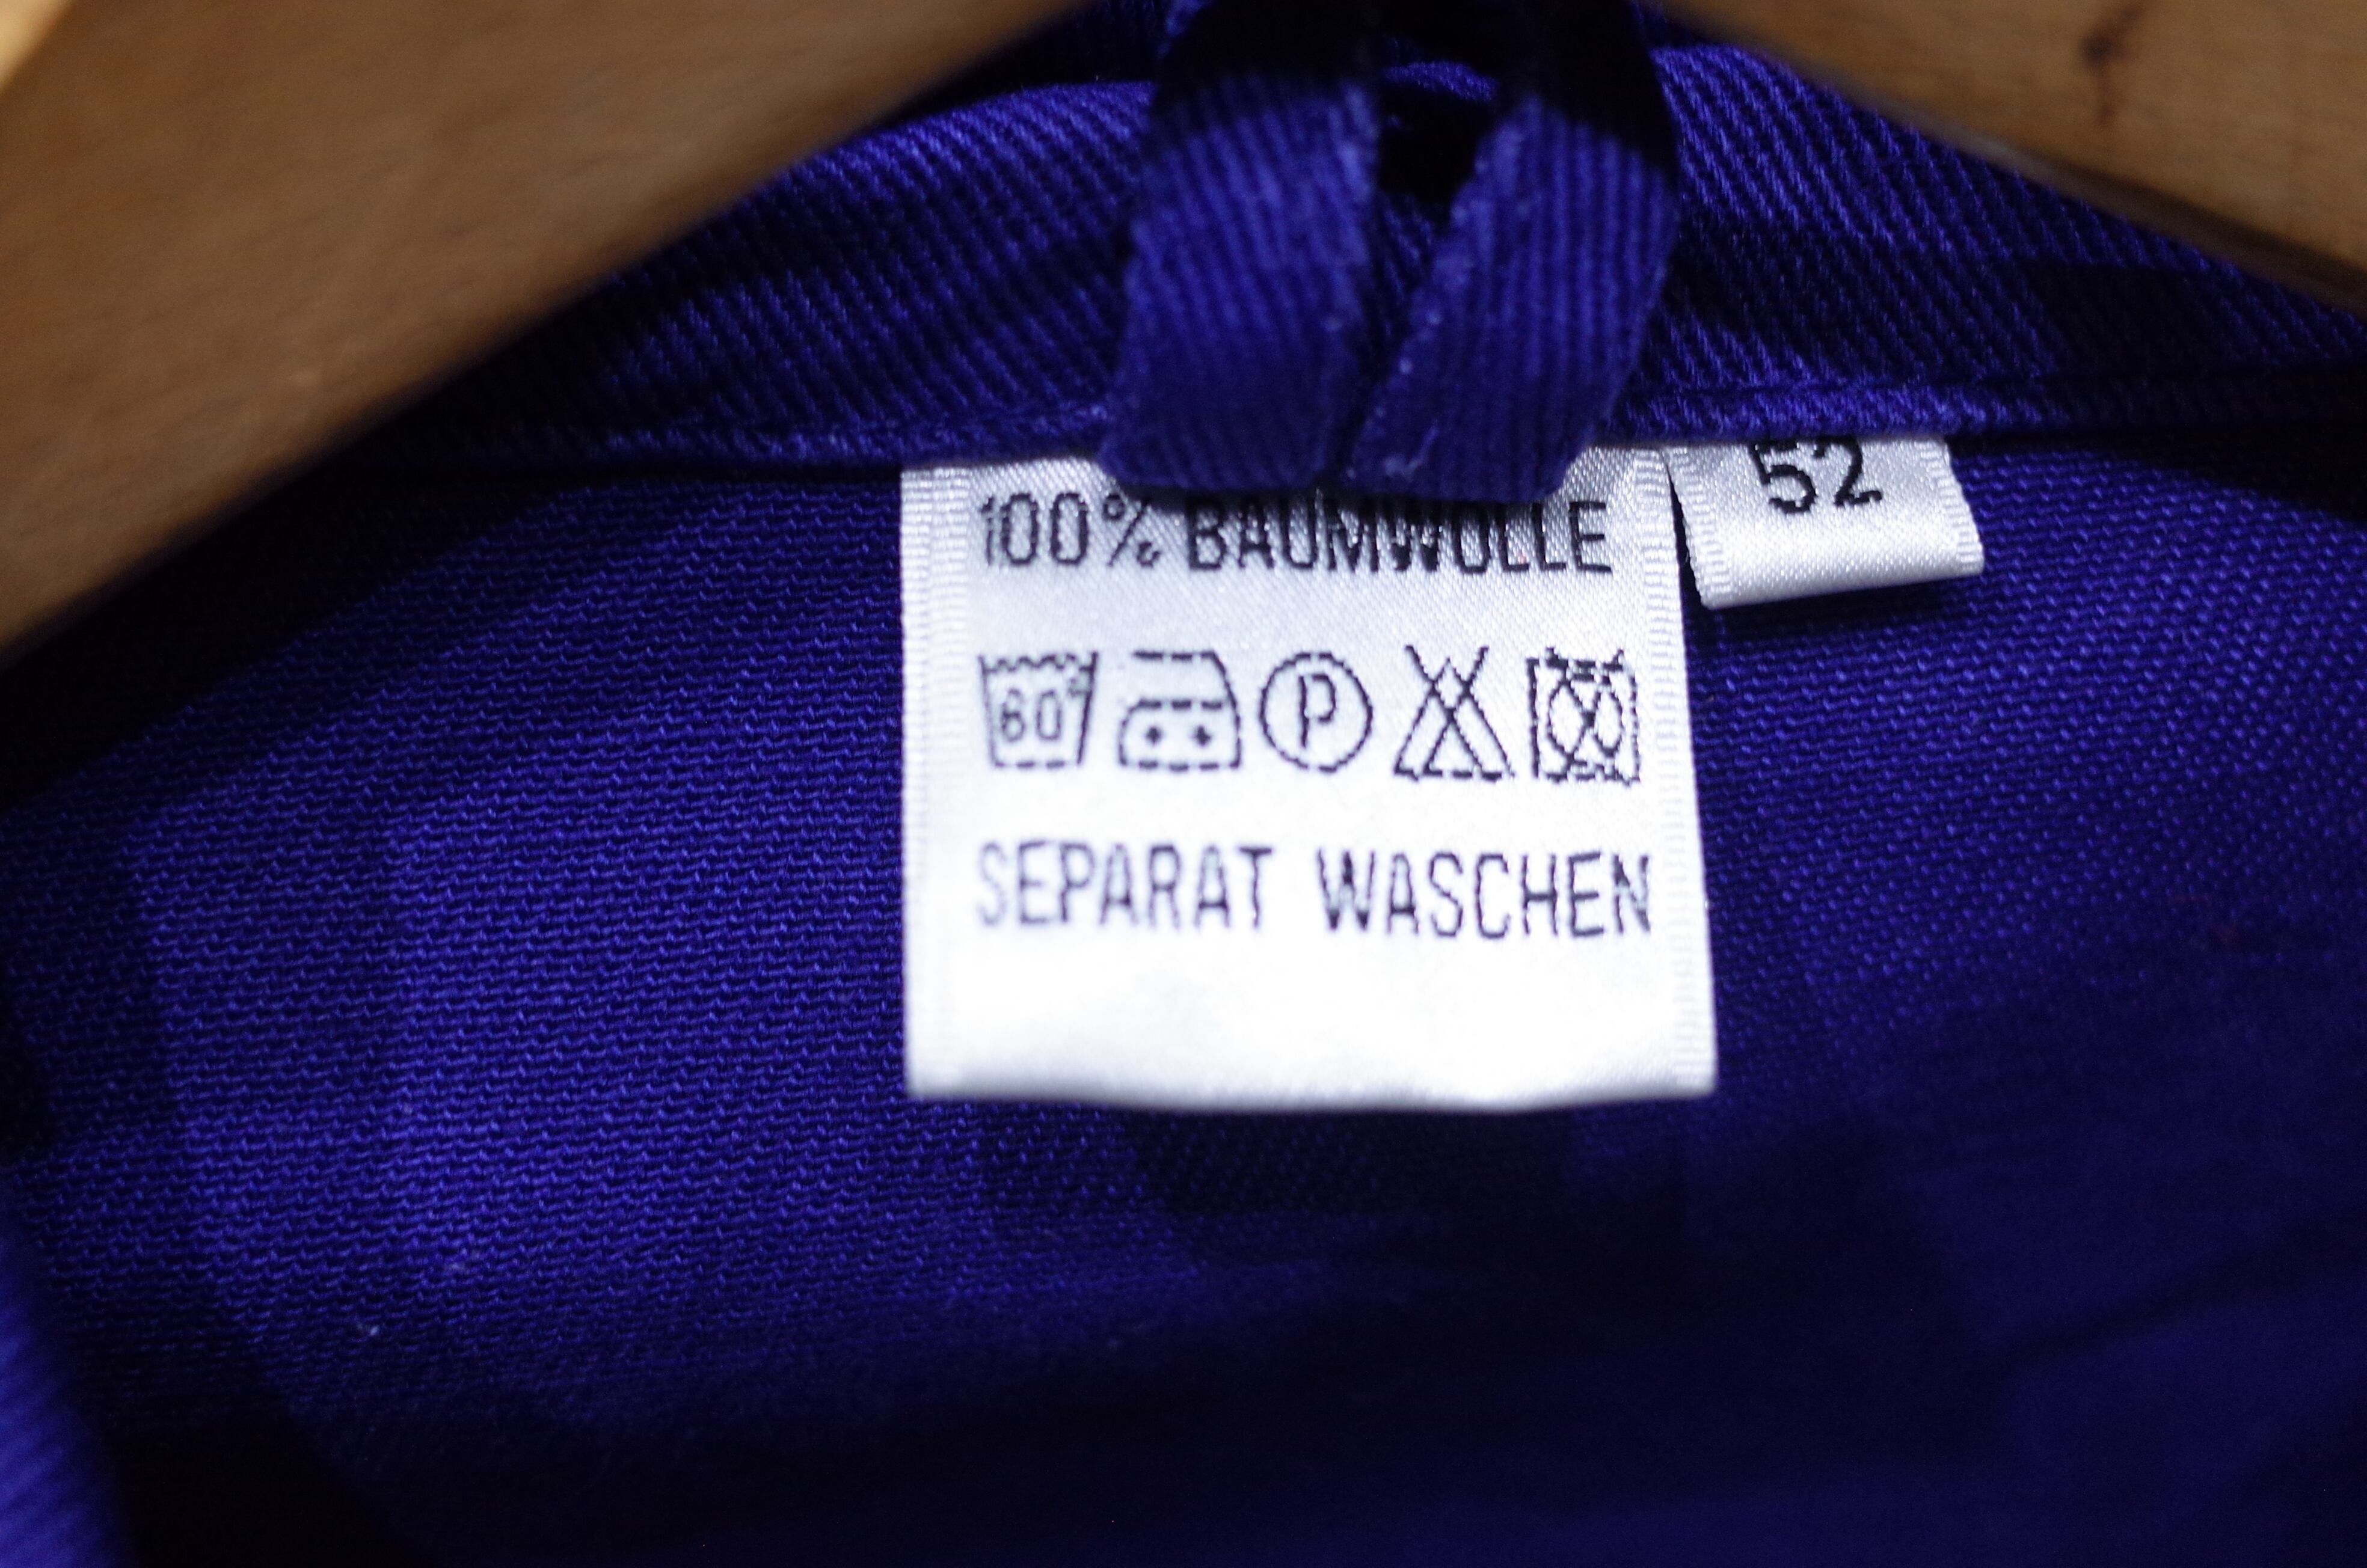 100% BAUMWOLLE
52
60°
P
SEPARAT WASCHEN